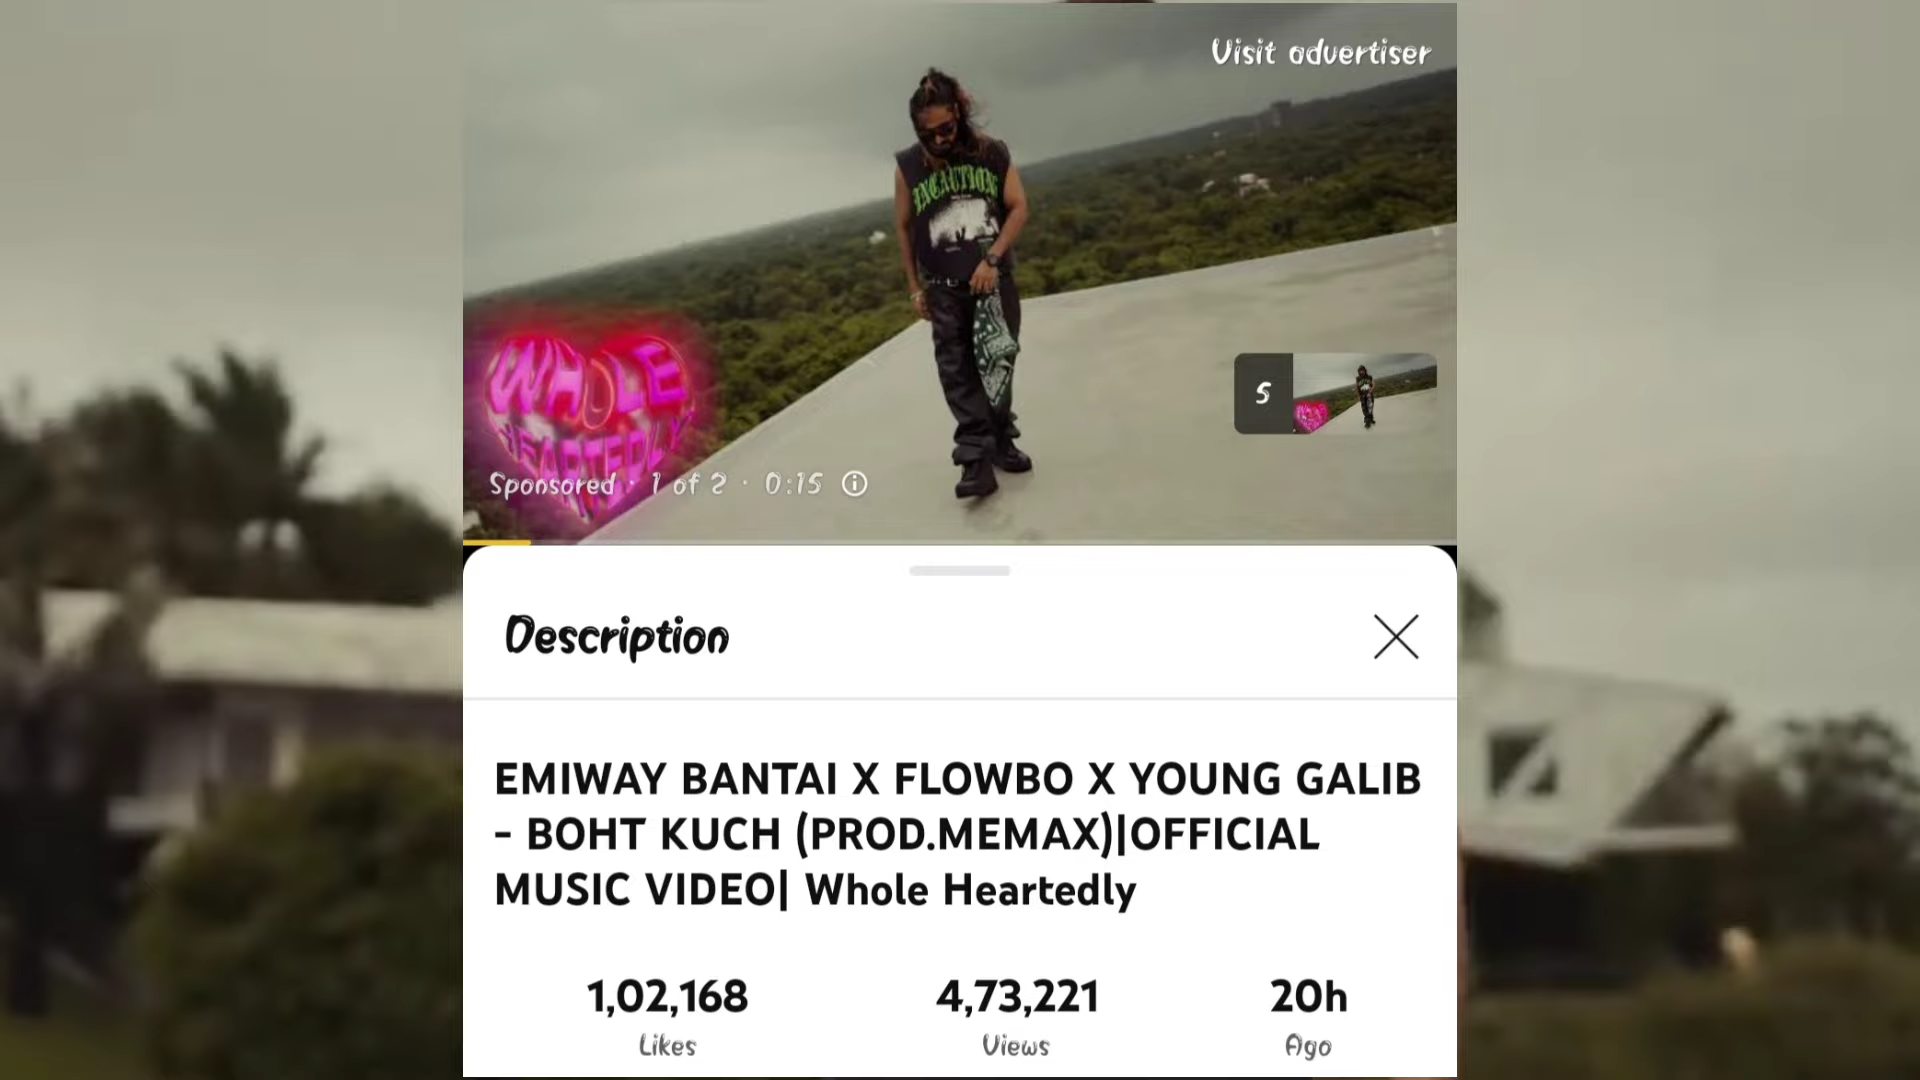 Visit advertiser
INCAUTIONS
WHOLE
HEARTEDLY
5
Sponsored · 1 of 2 · 0:15
Description
EMIWAY BANTAI X FLOWBO X YOUNG GALIB
- BOHT KUCH (PROD.MEMAX)|OFFICIAL
MUSIC VIDEO| Whole Heartedly
1,02,168 4,73,221 20h
Likes Views Ago